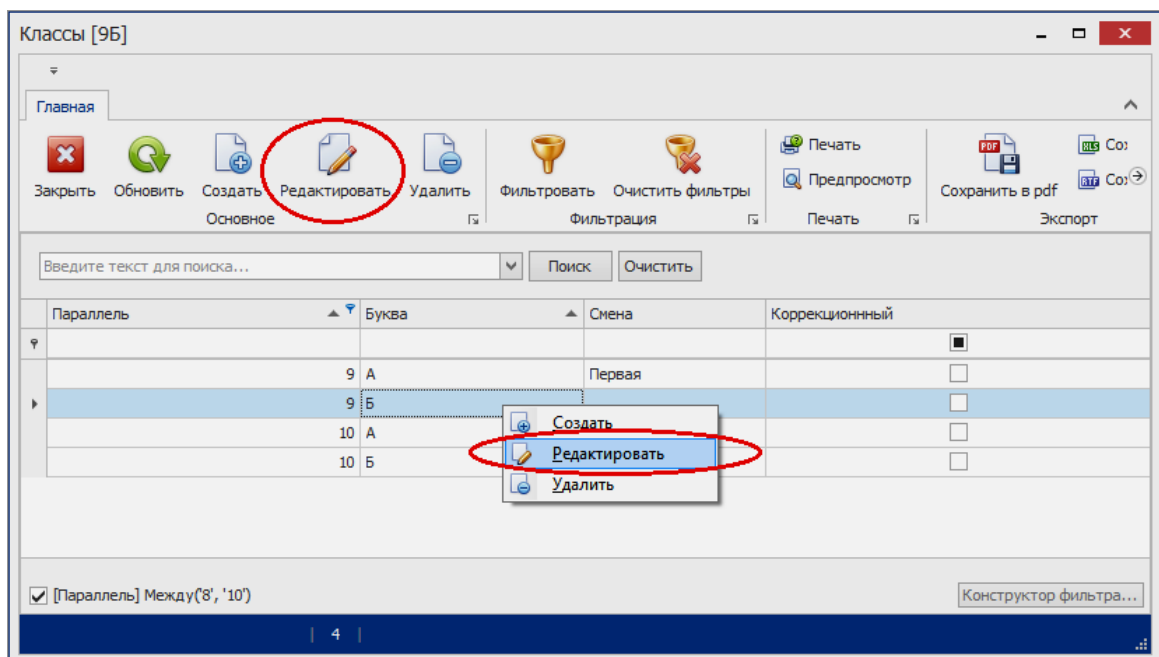 Классы [9Б]
Главная
Закрыть Обновить Создать Редактировать Удалить Фильтровать Очистить фильтры Печать Предпросмотр Сохранить в pdf
Основное Фильтрация Печать Экспорт
Введите текст для поиска... Поиск Очистить
Параллель Буква Смена Коррекционнный
9 А Первая
9 Б
10 А
10 Б
Создать
Редактировать
Удалить
[Параллель] Между('8', '10') Конструктор фильтра...
4